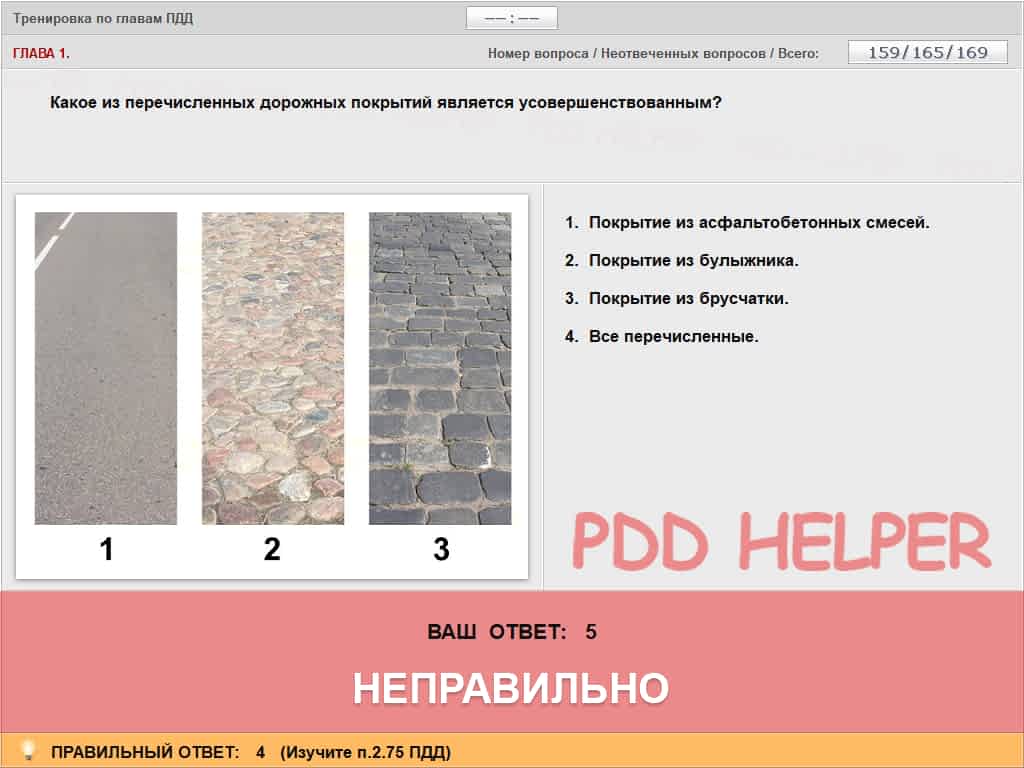 Тренировка по главам ПДД
—— : ——
ГЛАВА 1.
Номер вопроса / Неотвеченных вопросов / Всего:
159/165/169
Какое из перечисленных дорожных покрытий является усовершенствованным?
1. Покрытие из асфальтобетонных смесей.
2. Покрытие из булыжника.
3. Покрытие из брусчатки.
4. Все перечисленные.
1 2 3
PDD HELPER
ВАШ ОТВЕТ: 5
НЕПРАВИЛЬНО
ПРАВИЛЬНЫЙ ОТВЕТ: 4 (Изучите п.2.75 ПДД)